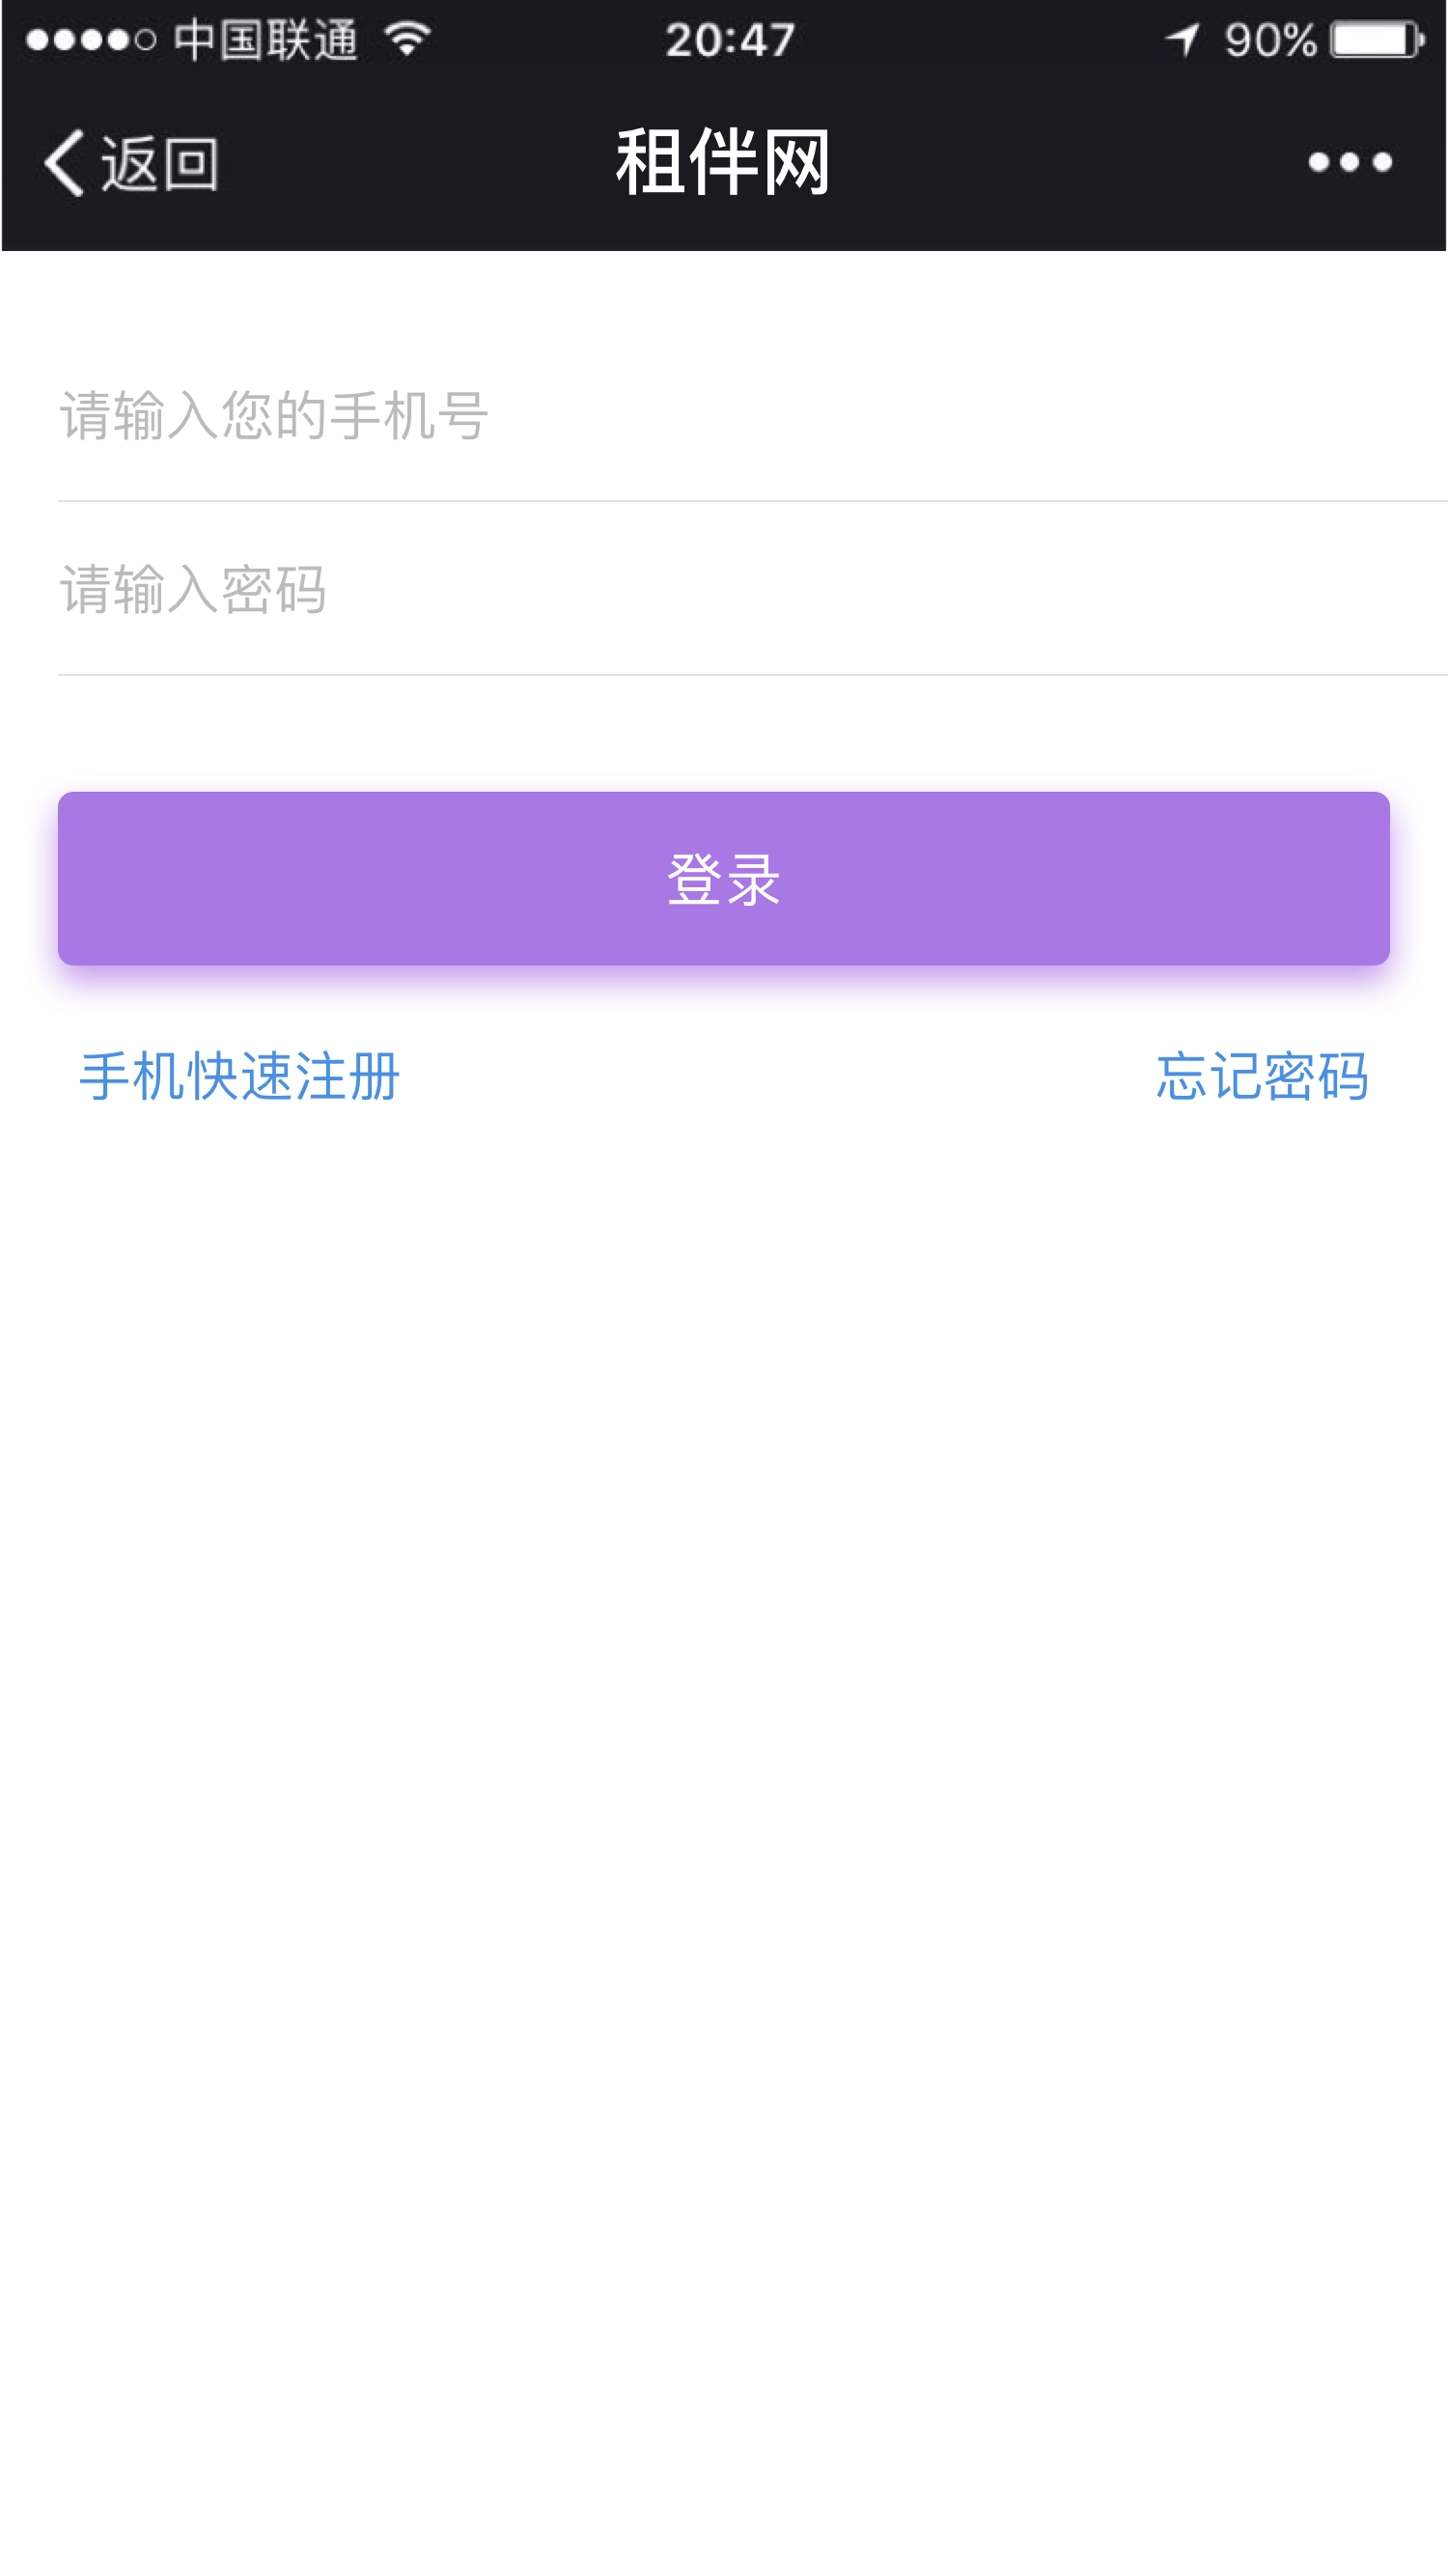 中国联通 20:47 90%
返回 租伴网
请输入您的手机号
请输入密码
登录
手机快速注册 忘记密码